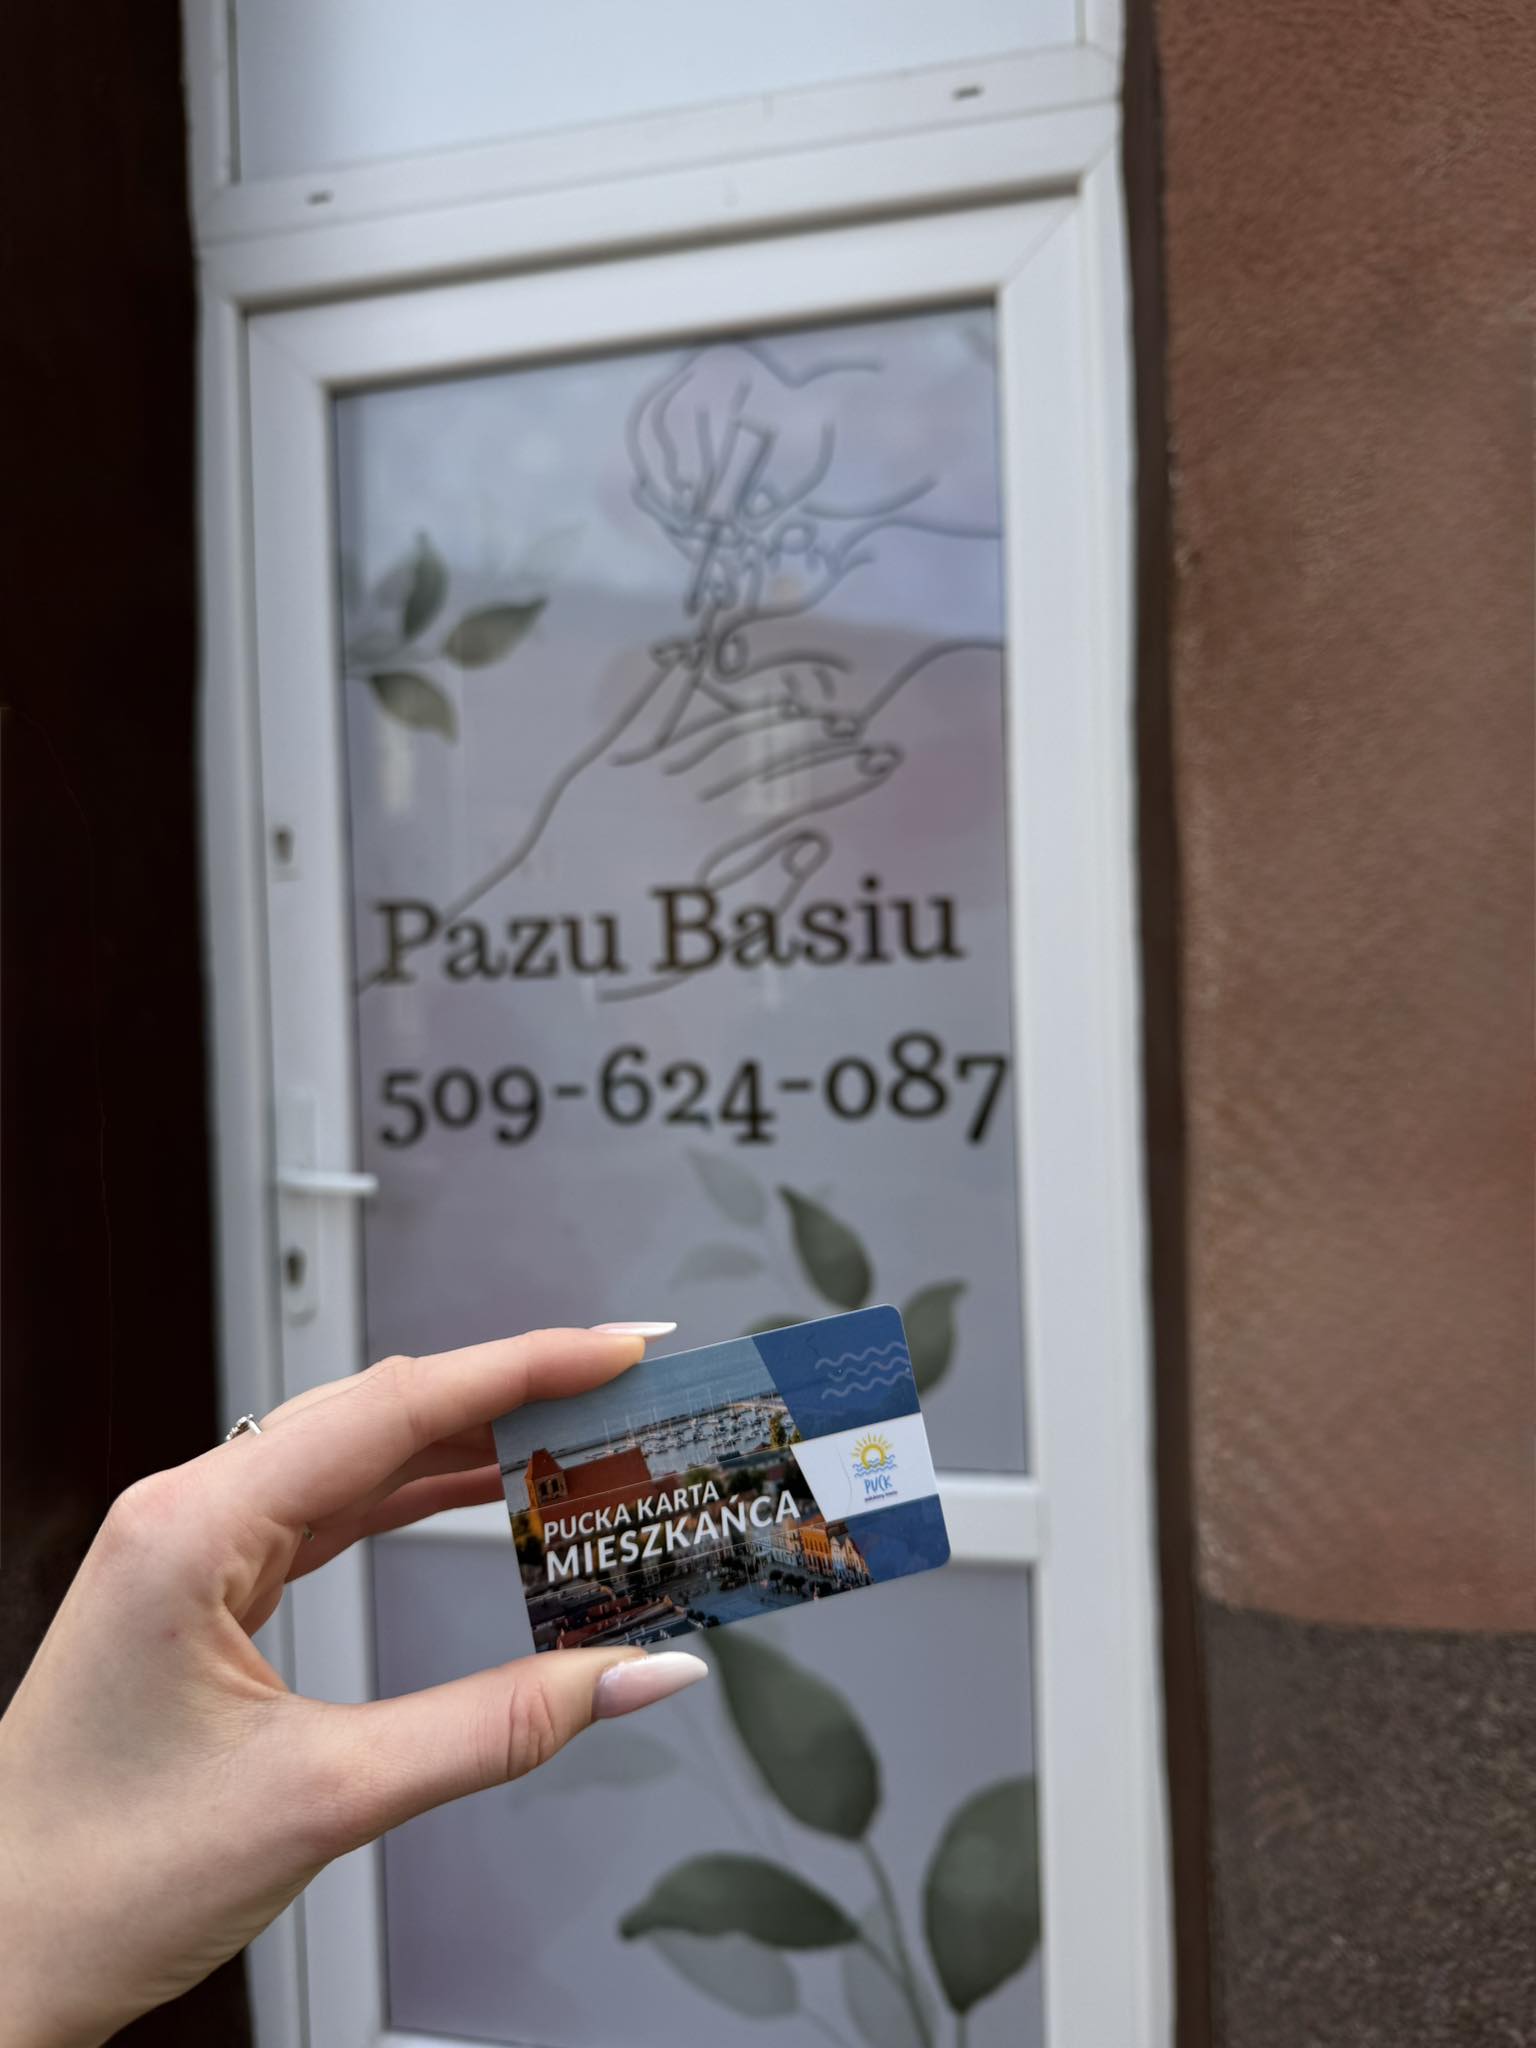 Pazu Basiu
509-624-087
PUCKA KARTA
MIESZKAŃCA
PUCK